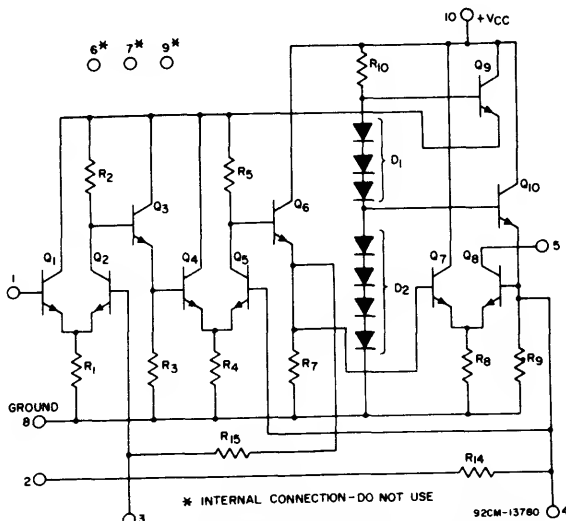 10 +VCC
6* 7* 9*
R10
Q9
R2
R5
D1
Q3
Q6
Q10
Q1 Q2 Q4 Q5 Q7 Q8 5
1
D2
R1 R3 R4 R7 R8 R9
GROUND
8
R15
R14
2
* INTERNAL CONNECTION-DO NOT USE
92CM-13780
3 4